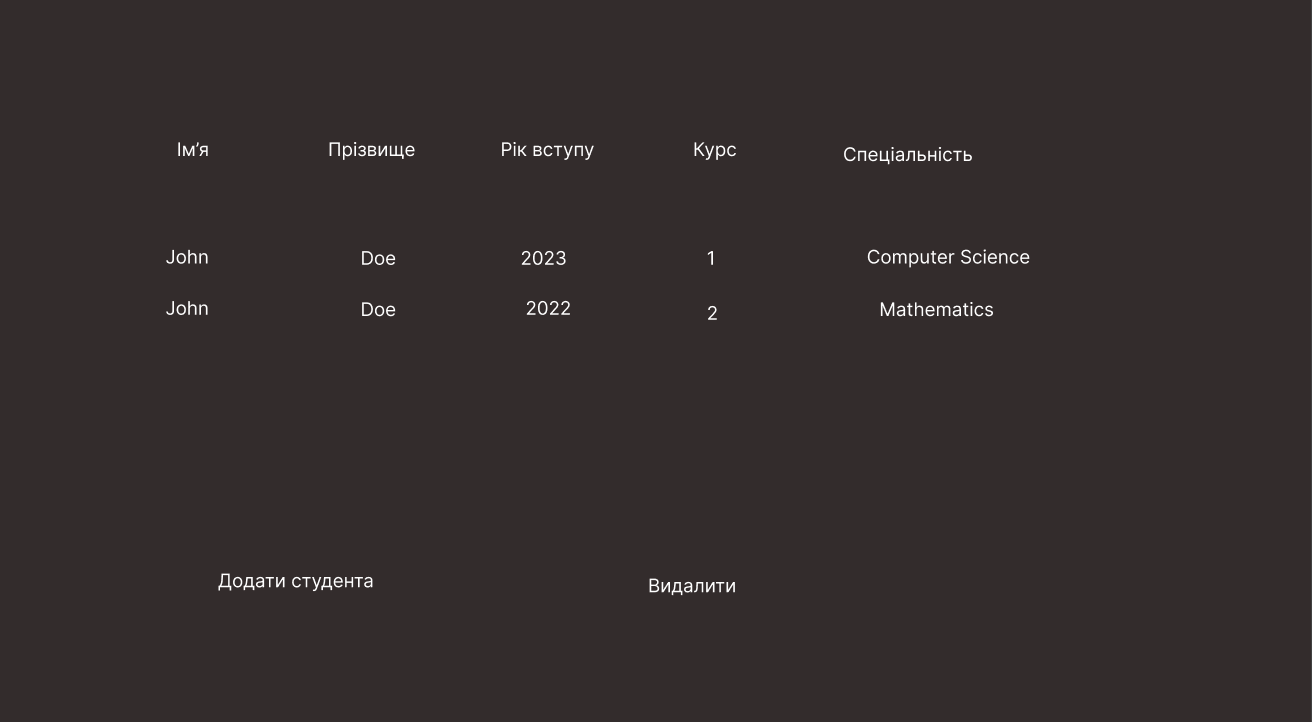 Ім’я Прізвище Рік вступу Курс Спеціальність
John Doe 2023 1 Computer Science
John Doe 2022 2 Mathematics
Додати студента Видалити